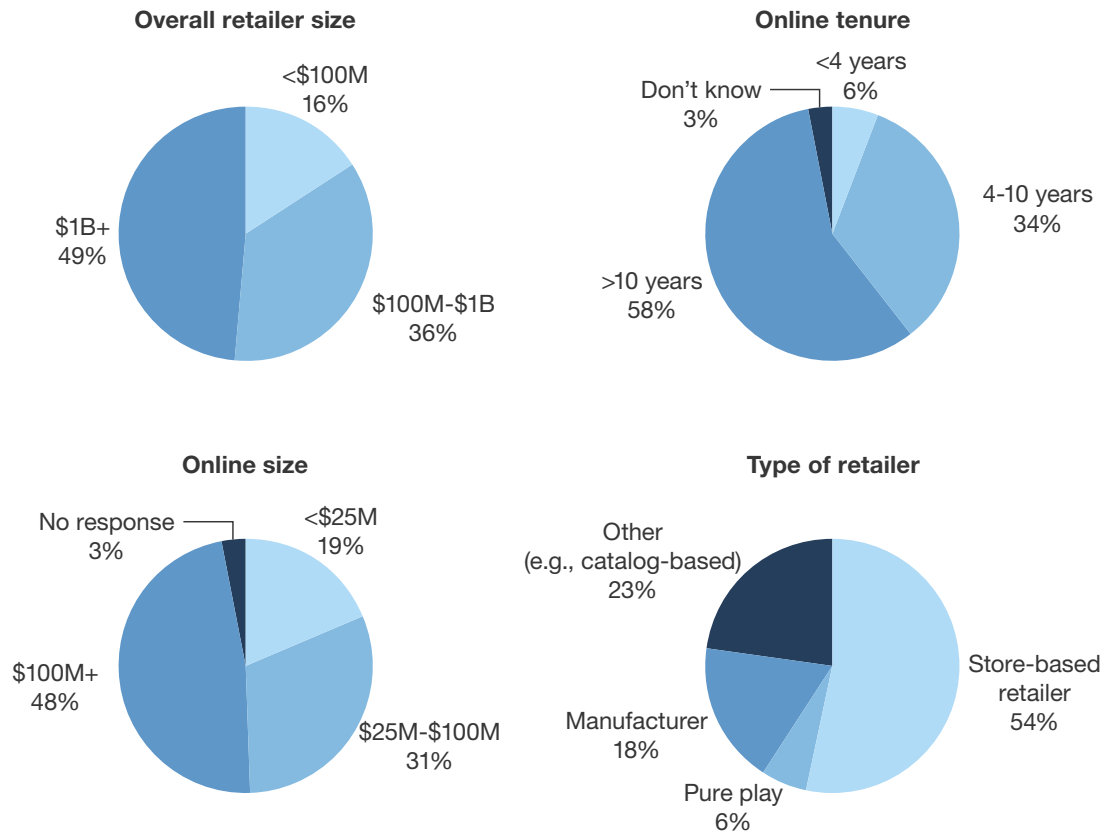 Overall retailer size
<$100M
16%
$1B+
49%
$100M-$1B
36%
Online tenure
<4 years
6%
Don’t know
3%
4-10 years
34%
>10 years
58%
Online size
No response
3%
<$25M
19%
$100M+
48%
$25M-$100M
31%
Type of retailer
Other
(e.g., catalog-based)
23%
Store-based
retailer
54%
Manufacturer
18%
Pure play
6%